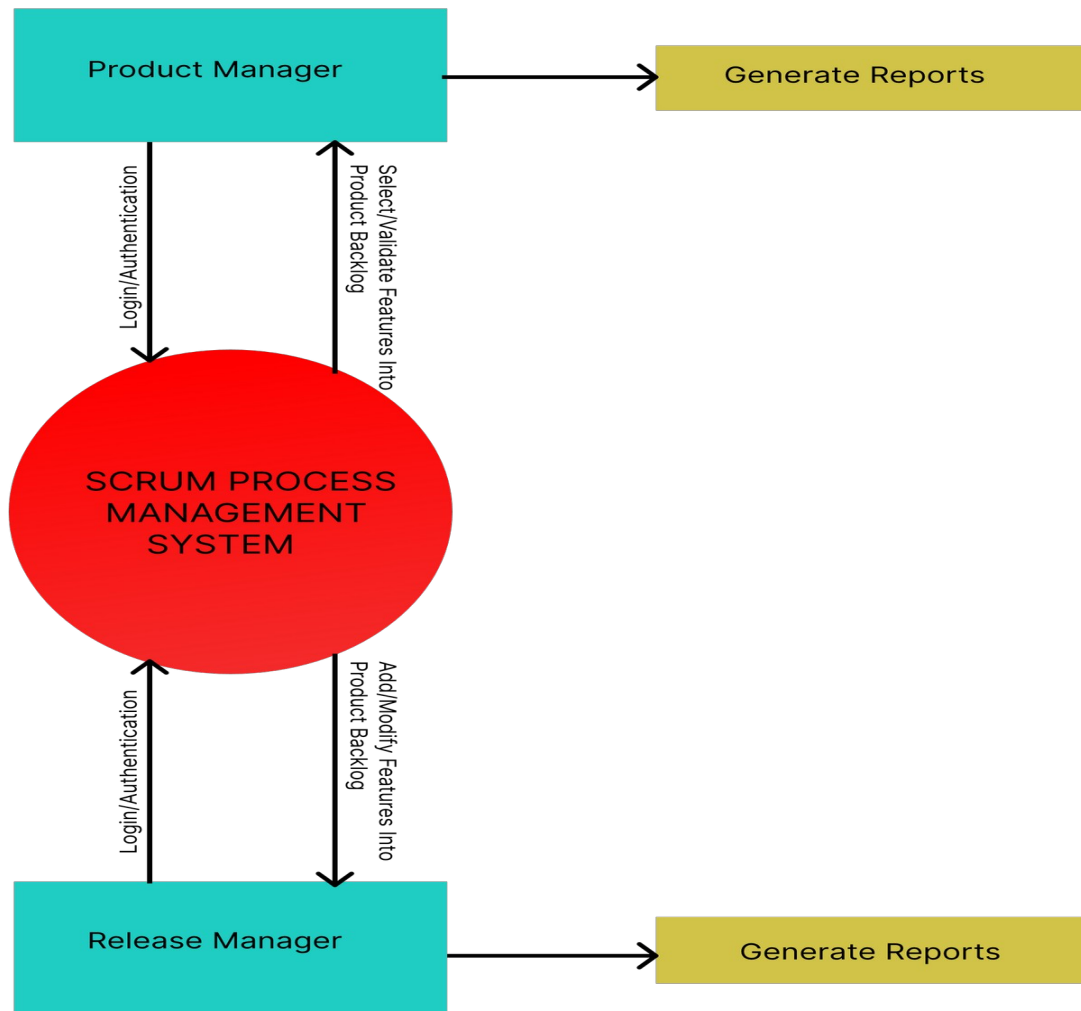 Product Manager
Generate Reports
Login/Authentication
Select/Validate Features Into
Product Backlog
SCRUM PROCESS
MANAGEMENT
SYSTEM
Login/Authentication
Add/Modify Features Into
Product Backlog
Release Manager
Generate Reports